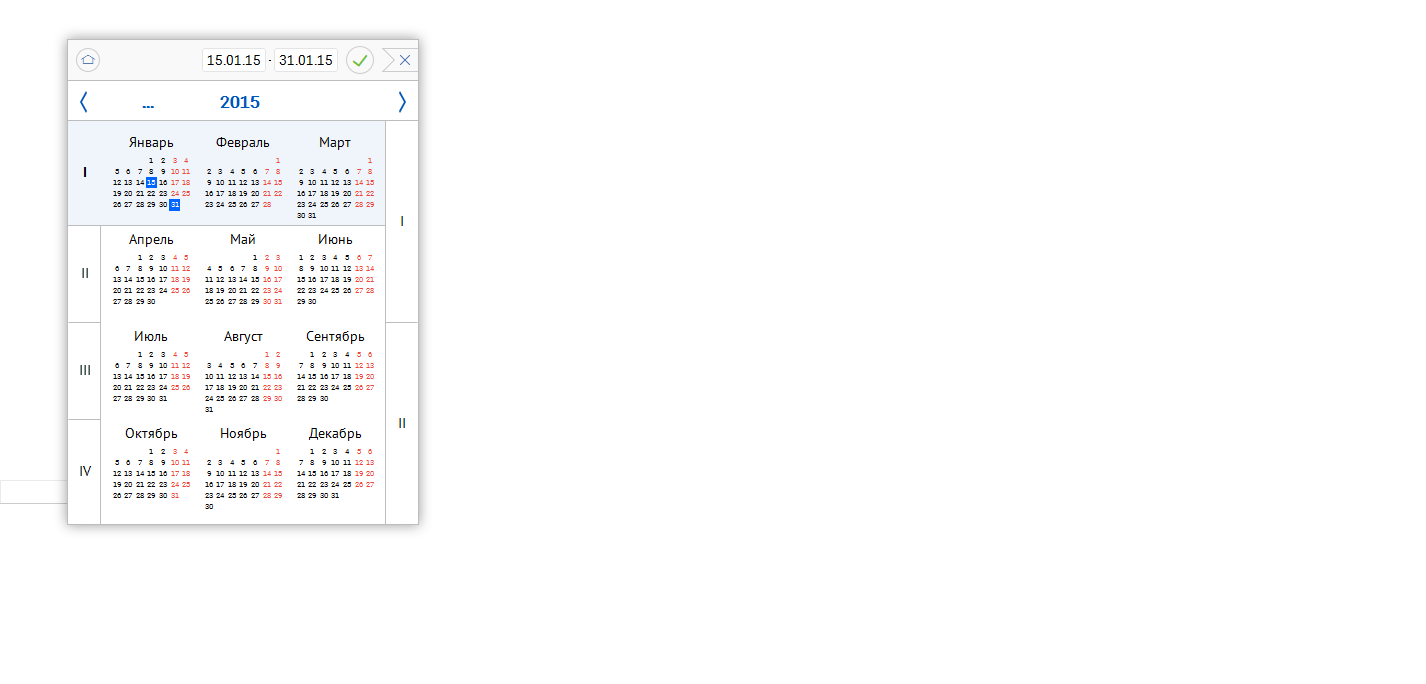 15.01.15 - 31.01.15
... 2015
Январь Февраль Март
1 2 3 4 1 1
I 5 6 7 8 9 10 11 2 3 4 5 6 7 8 2 3 4 5 6 7 8
12 13 14 15 16 17 18 9 10 11 12 13 14 15 9 10 11 12 13 14 15
19 20 21 22 23 24 25 16 17 18 19 20 21 22 16 17 18 19 20 21 22
26 27 28 29 30 31 23 24 25 26 27 28 23 24 25 26 27 28 29
30 31
I
Апрель Май Июнь
1 2 3 4 5 1 2 3 1 2 3 4 5 6 7
II 6 7 8 9 10 11 12 4 5 6 7 8 9 10 8 9 10 11 12 13 14
13 14 15 16 17 18 19 11 12 13 14 15 16 17 15 16 17 18 19 20 21
20 21 22 23 24 25 26 18 19 20 21 22 23 24 22 23 24 25 26 27 28
27 28 29 30 25 26 27 28 29 30 31 29 30
Июль Август Сентябрь
1 2 3 4 5 1 2 1 2 3 4 5 6
III 6 7 8 9 10 11 12 3 4 5 6 7 8 9 7 8 9 10 11 12 13
13 14 15 16 17 18 19 10 11 12 13 14 15 16 14 15 16 17 18 19 20
20 21 22 23 24 25 26 17 18 19 20 21 22 23 21 22 23 24 25 26 27
27 28 29 30 31 24 25 26 27 28 29 30 28 29 30
31
II
Октябрь Ноябрь Декабрь
1 2 3 4 1 1 2 3 4 5 6
5 6 7 8 9 10 11 2 3 4 5 6 7 8 7 8 9 10 11 12 13
IV 12 13 14 15 16 17 18 9 10 11 12 13 14 15 14 15 16 17 18 19 20
19 20 21 22 23 24 25 16 17 18 19 20 21 22 21 22 23 24 25 26 27
26 27 28 29 30 31 23 24 25 26 27 28 29 28 29 30 31
30